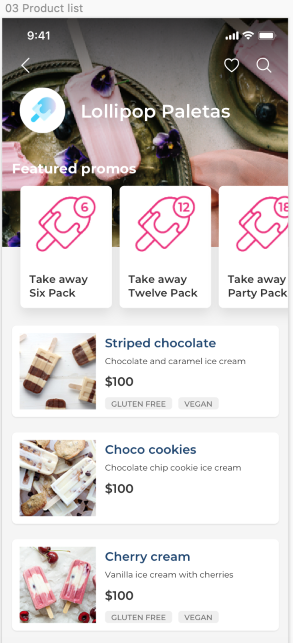 03 Product list
9:41
Lollipop Paletas
Featured promos
6
12
18
Take away
Six Pack
Take away
Twelve Pack
Take away
Party Pack
Striped chocolate
Chocolate and caramel ice cream
$100
GLUTEN FREE VEGAN
Choco cookies
Chocolate chip cookie ice cream
$100
Cherry cream
Vanilla ice cream with cherries
$100
GLUTEN FREE VEGAN